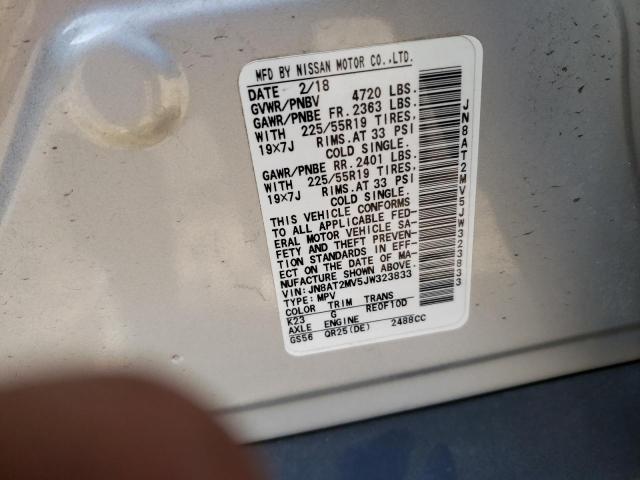 MFD BY NISSAN MOTOR CO.,LTD.
DATE 2/18
GVWR/PNBV 4720 LBS.
GAWR/PNBE FR. 2363 LBS.
WITH 225/55R19 TIRES,
19X7J RIMS.AT 33 PSI
COLD SINGLE.
GAWR/PNBE RR. 2401 LBS.
WITH 225/55R19 TIRES,
19X7J RIMS.AT 33 PSI
COLD SINGLE.
THIS VEHICLE CONFORMS
TO ALL APPLICABLE FED-
ERAL MOTOR VEHICLE SA-
FETY AND THEFT PREVEN-
TION STANDARDS IN EFF-
ECT ON THE DATE OF MA-
NUFACTURE SHOWN ABOVE.
VIN: JN8AT2MV5JW323833
TYPE: MPV
COLOR TRIM TRANS
K23 G RE0F10D
AXLE ENGINE
GS56 QR25(DE) 2488CC
JN8AT2MV5JW323833